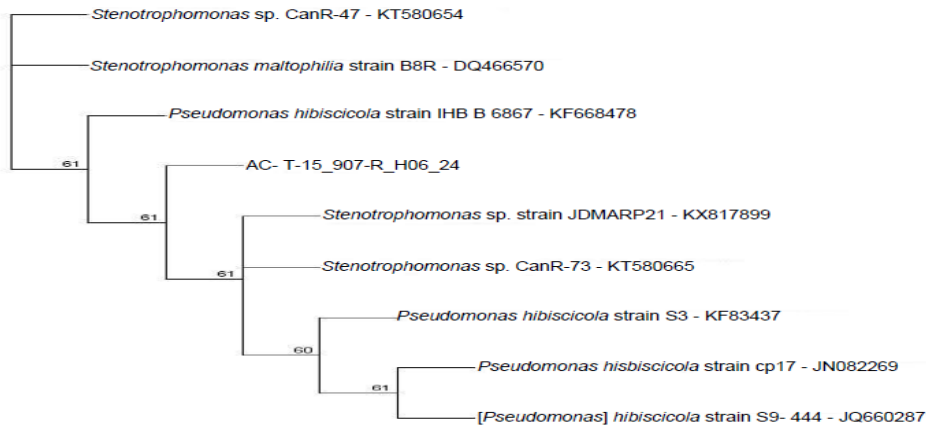 Stenotrophomonas sp. CanR-47 - KT580654
Stenotrophomonas maltophilia strain B8R - DQ466570
Pseudomonas hibiscicola strain IHB B 6867 - KF668478
61
AC- T-15_907-R_H06_24
61
Stenotrophomonas sp. strain JDMARP21 - KX817899
61
Stenotrophomonas sp. CanR-73 - KT580665
Pseudomonas hibiscicola strain S3 - KF83437
60
Pseudomonas hisbiscicola strain cp17 - JN082269
61
[Pseudomonas] hibiscicola strain S9- 444 - JQ660287